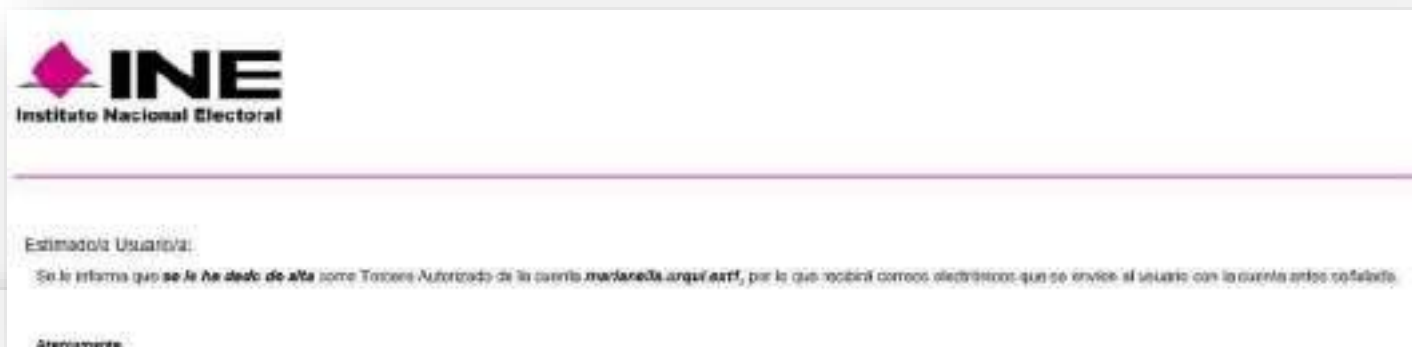 INE
Instituto Nacional Electoral
Estimado/a Usuario/a:
Se le informa que se le ha dado de alta como Tercero Autorizado de la cuenta por lo que recibirá correos electrónicos que se envíen al usuario con la cuenta antes señalada.
Atentamente